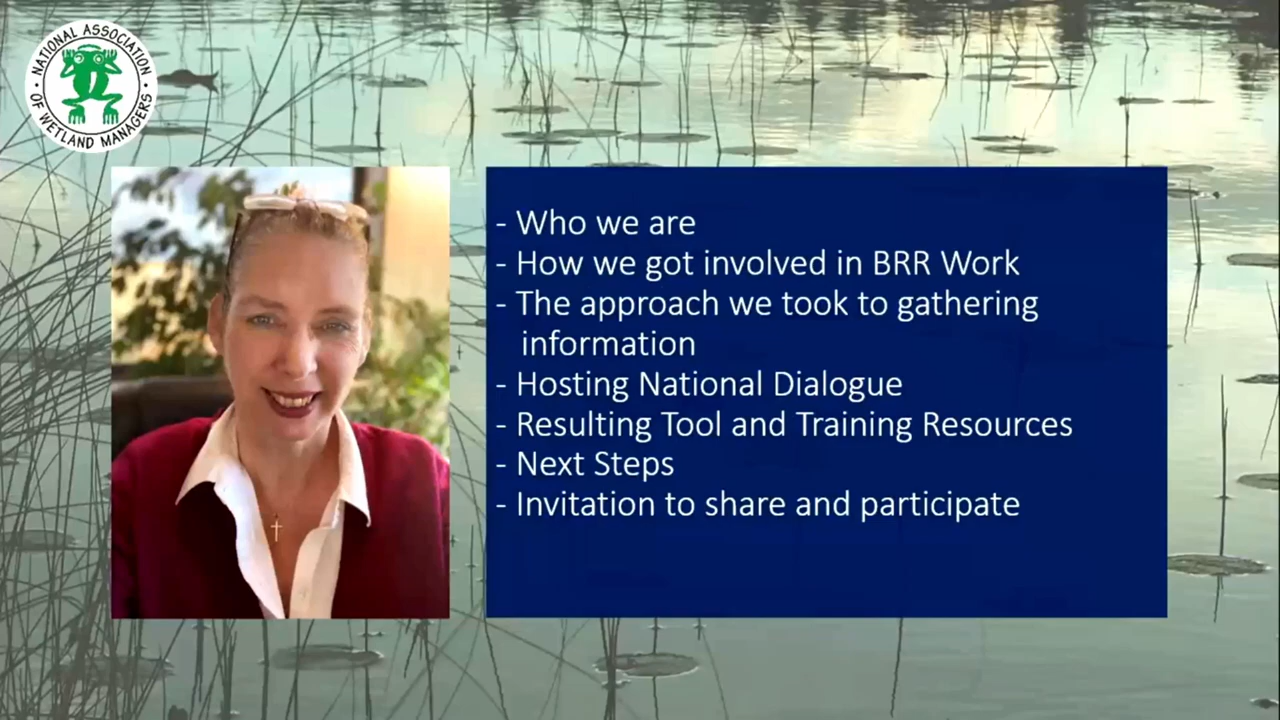 NATIONAL ASSOCIATION
OF WETLAND MANAGERS
- Who we are
- How we got involved in BRR Work
- The approach we took to gathering
information
- Hosting National Dialogue
- Resulting Tool and Training Resources
- Next Steps
- Invitation to share and participate